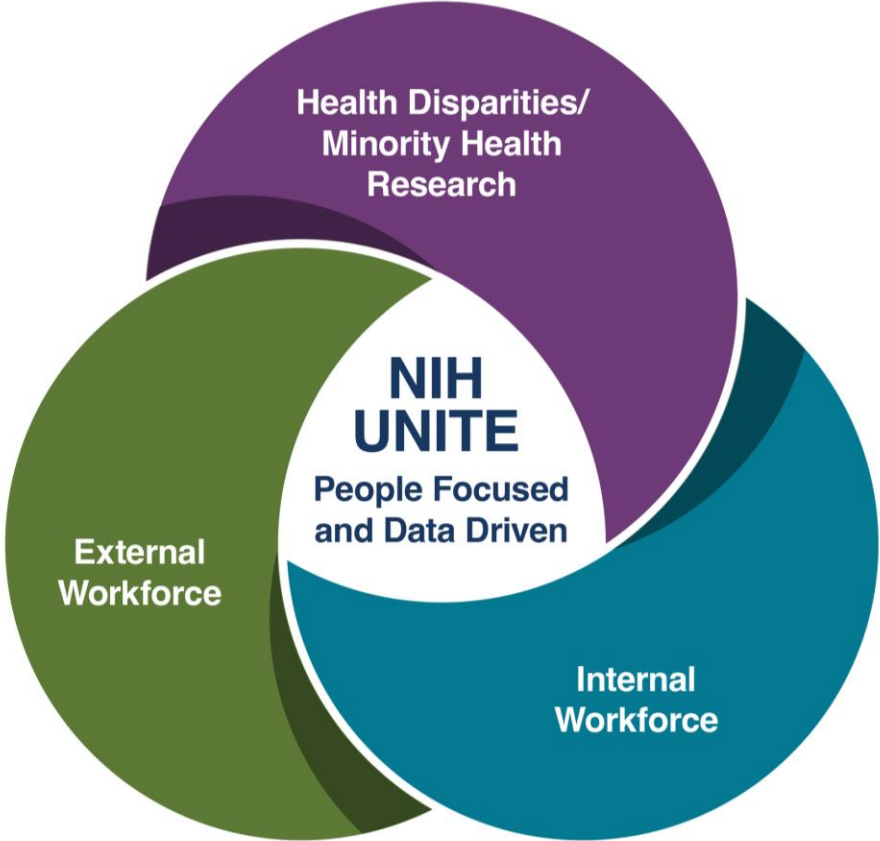 Health Disparities/
Minority Health
Research
NIH
UNITE
People Focused
and Data Driven
External
Workforce
Internal
Workforce